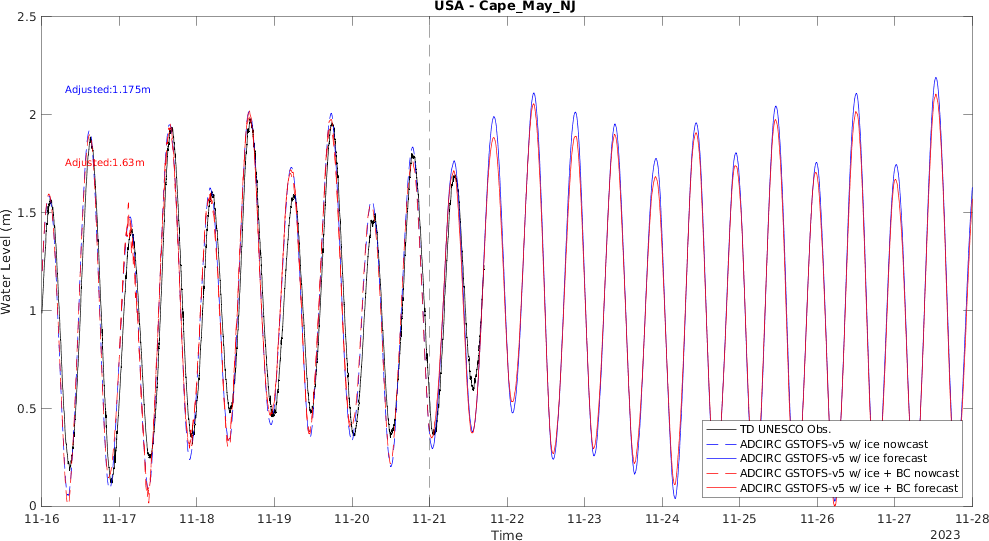 USA - Cape_May_NJ
2.5
2
1.5
1
0.5
0
Water Level (m)
Adjusted:1.175m
Adjusted:1.63m
TD UNESCO Obs.
ADCIRC GSTOFS-v5 w/ ice nowcast
ADCIRC GSTOFS-v5 w/ ice forecast
ADCIRC GSTOFS-v5 w/ ice + BC nowcast
ADCIRC GSTOFS-v5 w/ ice + BC forecast
11-16 11-17 11-18 11-19 11-20 11-21 11-22 11-23 11-24 11-25 11-26 11-27 11-28
Time
2023